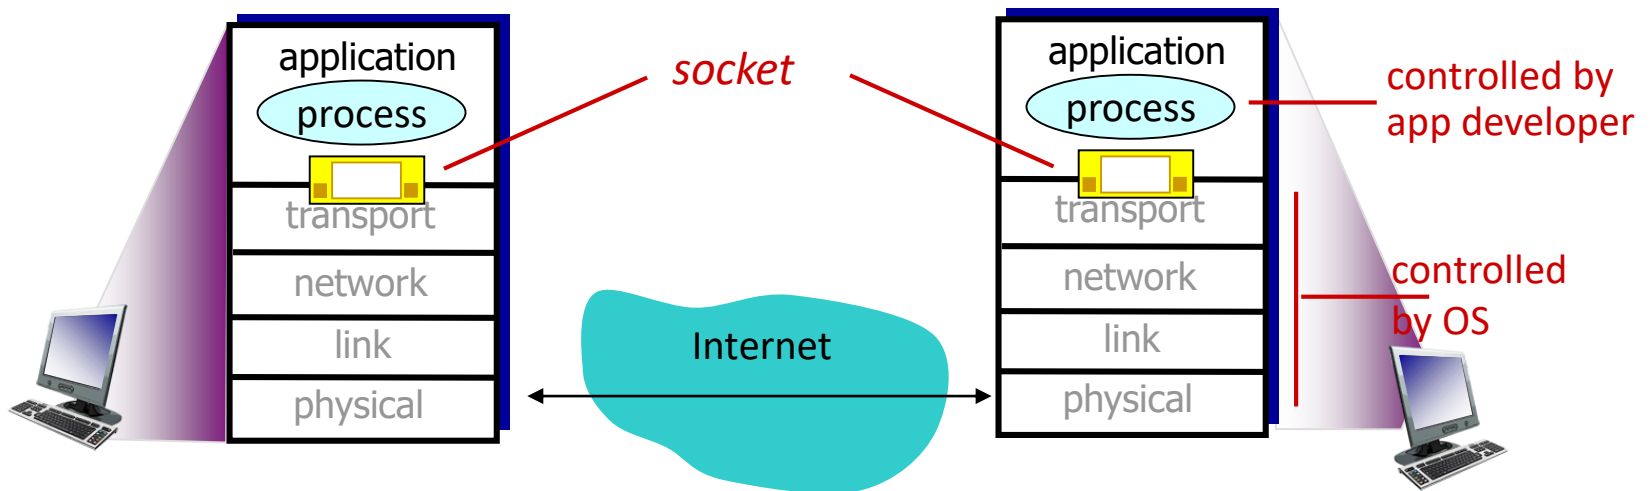 application
process
transport
network
link
physical
socket
Internet
application
process
transport
network
link
physical
controlled by
app developer
controlled
by OS